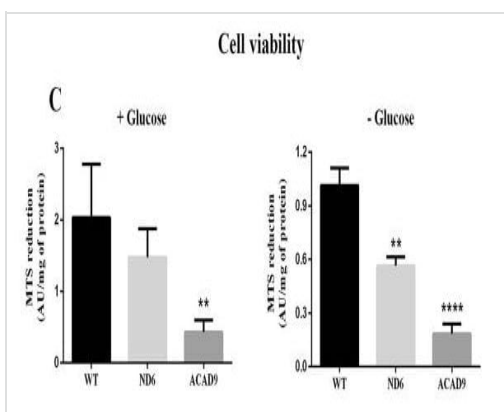 Cell viability
C
+ Glucose
MTS reduction
(AU/mg of protein)
3
2
1
0
**
WT
ND6
ACAD9
- Glucose
MTS reduction
(AU/mg of protein)
1.2
0.9
0.6
0.3
0.0
**
****
WT
ND6
ACAD9